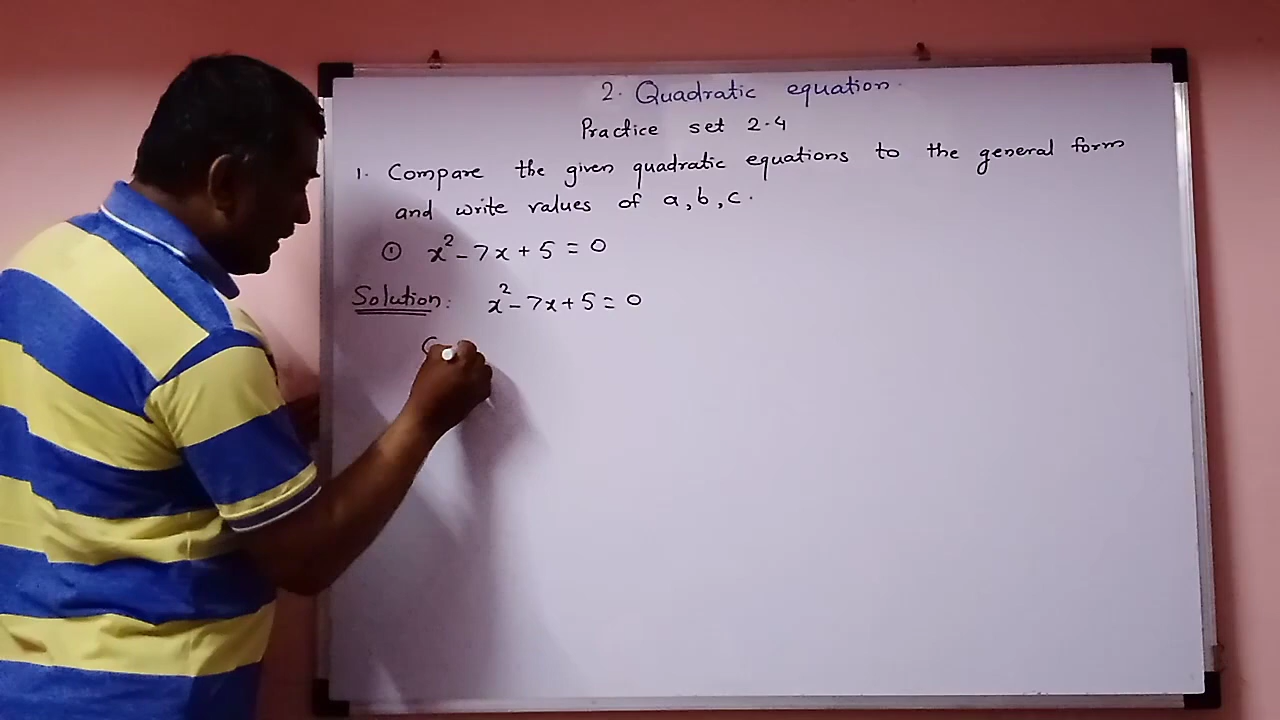 2. Quadratic equation.
Practice set 2.4
1. Compare the given quadratic equations to the general form
and write values of a, b, c.
① x² - 7x + 5 = 0
Solution: x² - 7x + 5 = 0
C